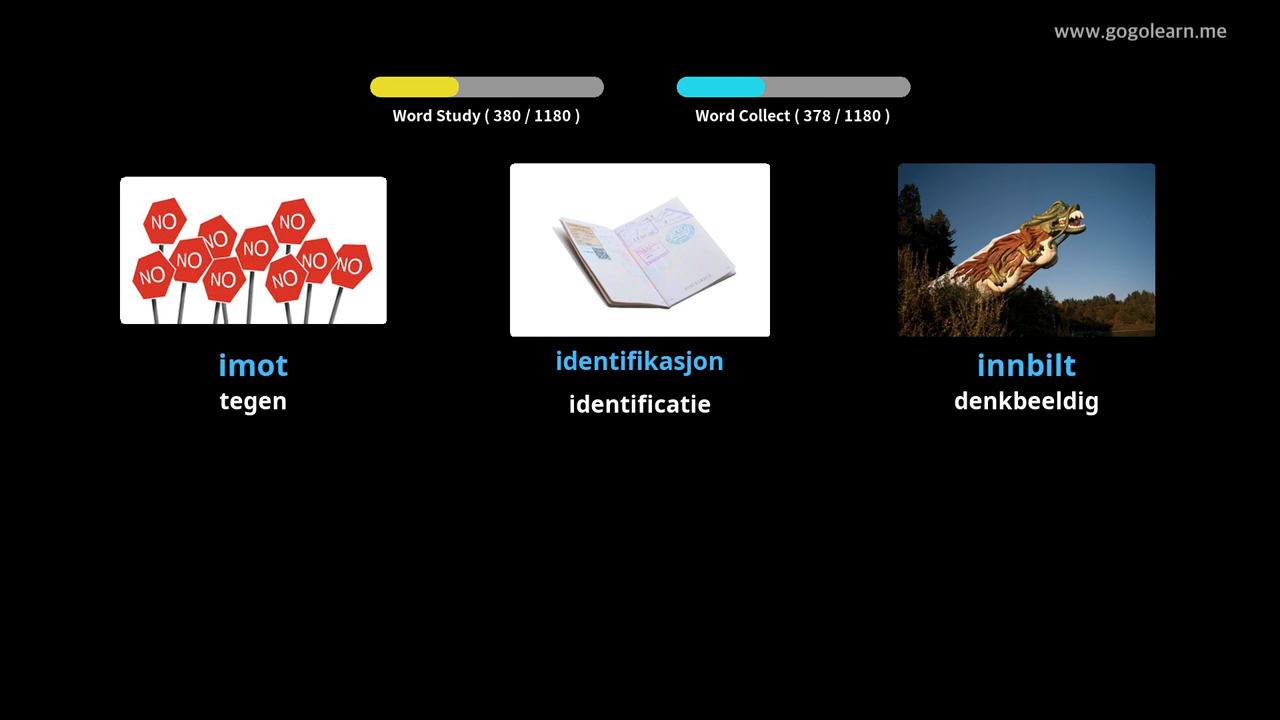 www.gogolearn.me
Word Study ( 380 / 1180 )
Word Collect ( 378 / 1180 )
NO
NO
NO
NO
NO
NO
NO
NO
NO
NO
imot
tegen
identifikasjon
identificatie
innbilt
denkbeeldig